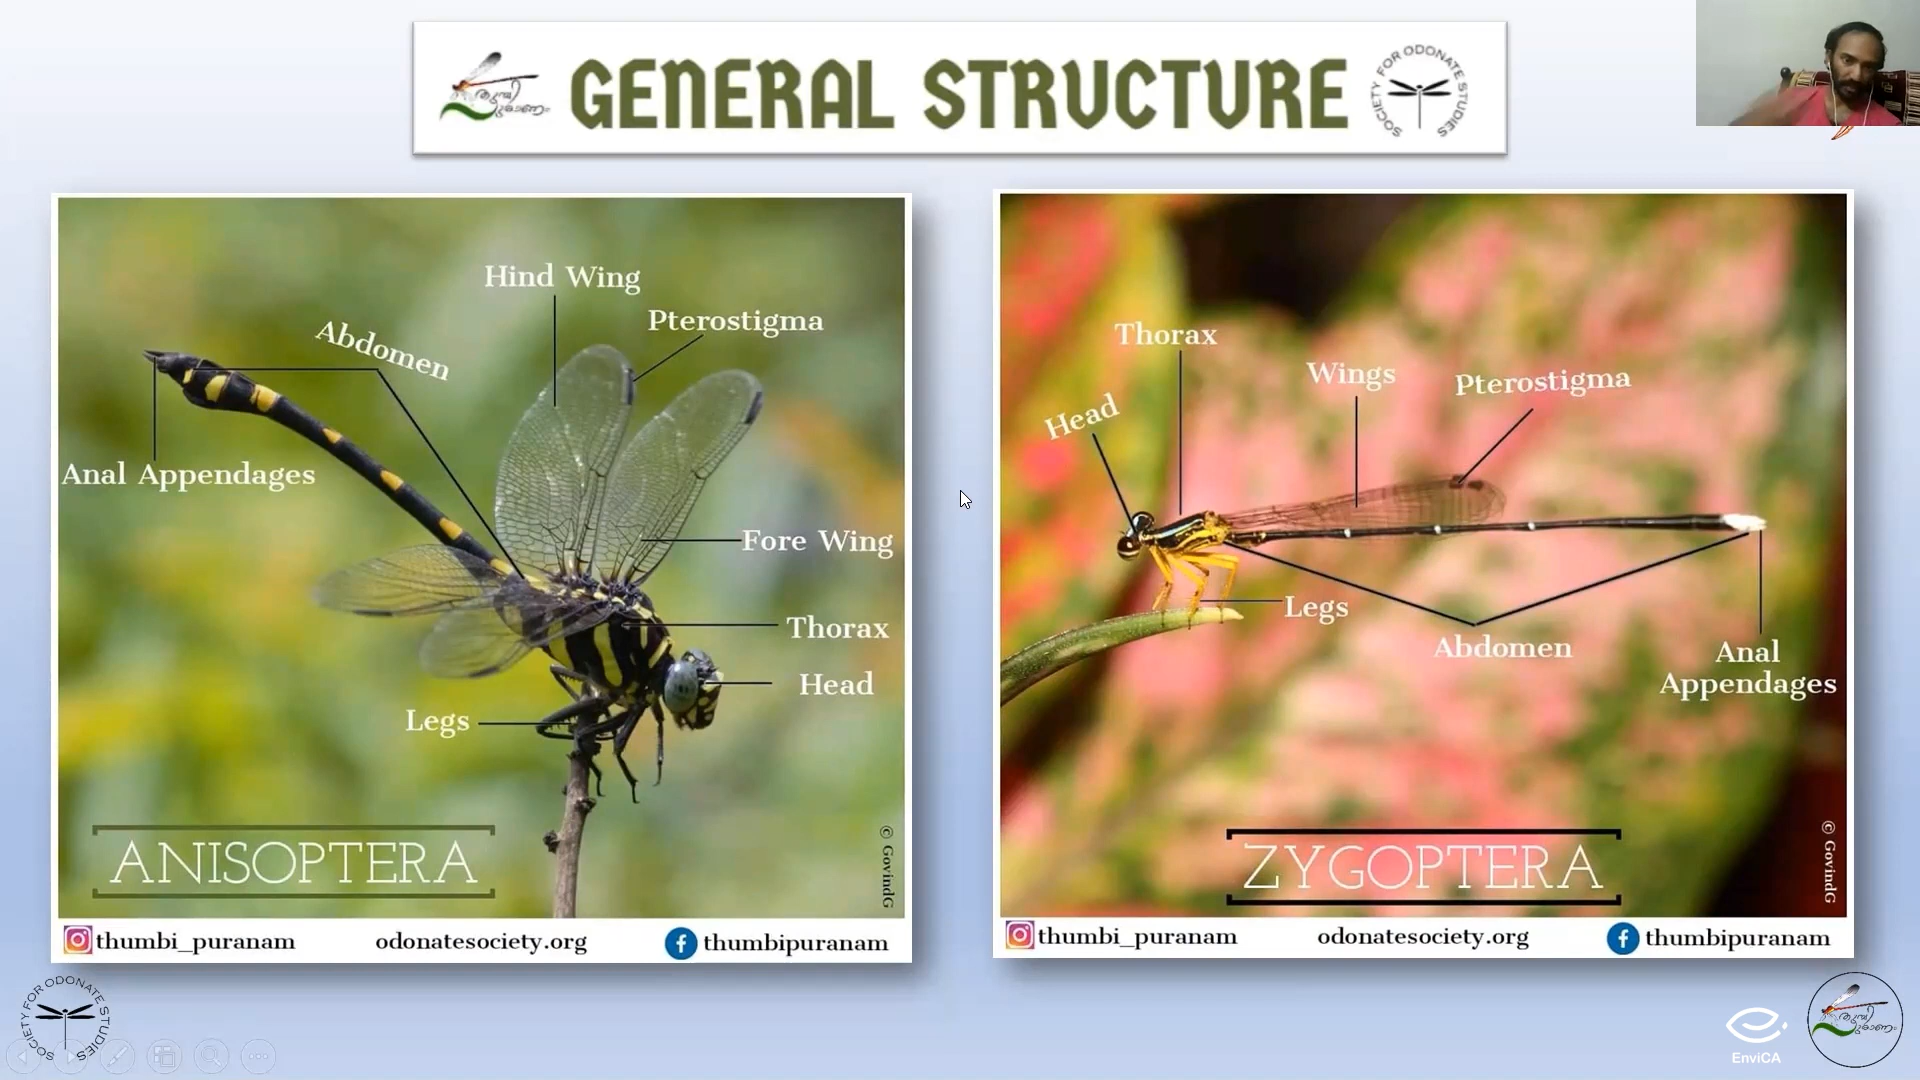 GENERAL STRUCTURE
SOCIETY FOR ODONATE STUDIES
Hind Wing
Pterostigma
Abdomen
Anal Appendages
Fore Wing
Thorax
Head
Legs
ANISOPTERA
© GovindG
thumbi_puranam odonatesociety.org thumbipuranam
Thorax
Wings
Pterostigma
Head
Legs
Abdomen
Anal
Appendages
ZYGOPTERA
© GovindG
thumbi_puranam odonatesociety.org thumbipuranam
SOCIETY FOR ODONATE STUDIES
EnviCA